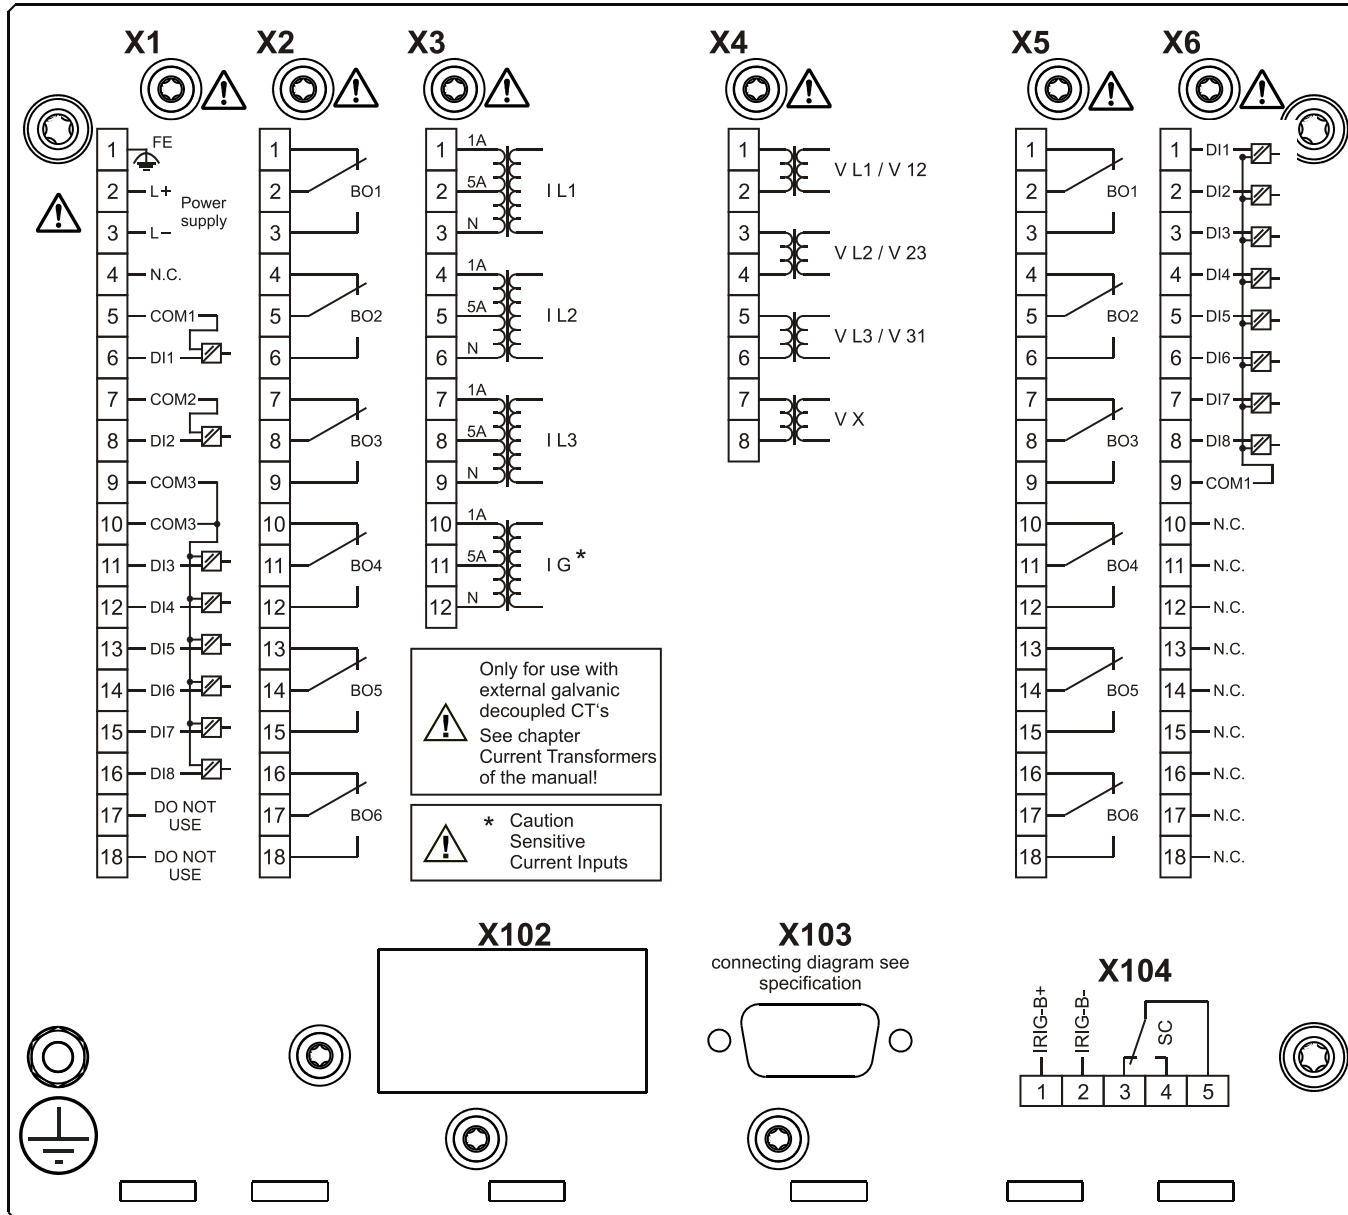 X1
X2
X3
X4
X5
X6
1 FE
2 L+
3 L–
Power
supply
4 N.C.
5 COM1
6 DI1
7 COM2
8 DI2
9 COM3
10 COM3
11 DI3
12 DI4
13 DI5
14 DI6
15 DI7
16 DI8
17 DO NOT
USE
18 DO NOT
USE
1
2 BO1
3
4
5 BO2
6
7
8 BO3
9
10
11 BO4
12
13
14 BO5
15
16
17 BO6
18
1 1A
2 5A I L1
3 N
4 1A
5 5A I L2
6 N
7 1A
8 5A I L3
9 N
10 1A
11 5A I G *
12 N
Only for use with
external galvanic
decoupled CT‘s
See chapter
Current Transformers
of the manual!
* Caution
Sensitive
Current Inputs
1
V L1 / V 12
2
3
V L2 / V 23
4
5
V L3 / V 31
6
7
V X
8
1
2 BO1
3
4
5 BO2
6
7
8 BO3
9
10
11 BO4
12
13
14 BO5
15
16
17 BO6
18
1 DI1
2 DI2
3 DI3
4 DI4
5 DI5
6 DI6
7 DI7
8 DI8
9 COM1
10 N.C.
11 N.C.
12 N.C.
13 N.C.
14 N.C.
15 N.C.
16 N.C.
17 N.C.
18 N.C.
X102
X103
connecting diagram see
specification
X104
IRIG-B+
IRIG-B-
SC
1 2 3 4 5